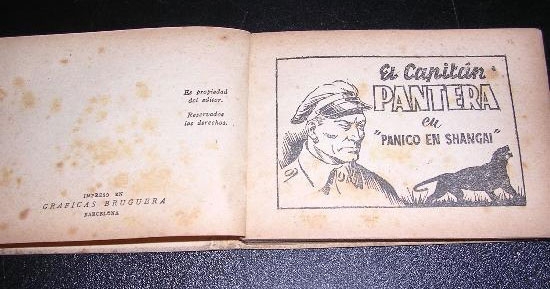 Es propiedad
del editor.
Reservados
los derechos.
IMPRESO EN
GRAFICAS BRUGUERA
BARCELONA
El Capitán
PANTERA
en
"PANICO EN SHANGAI"